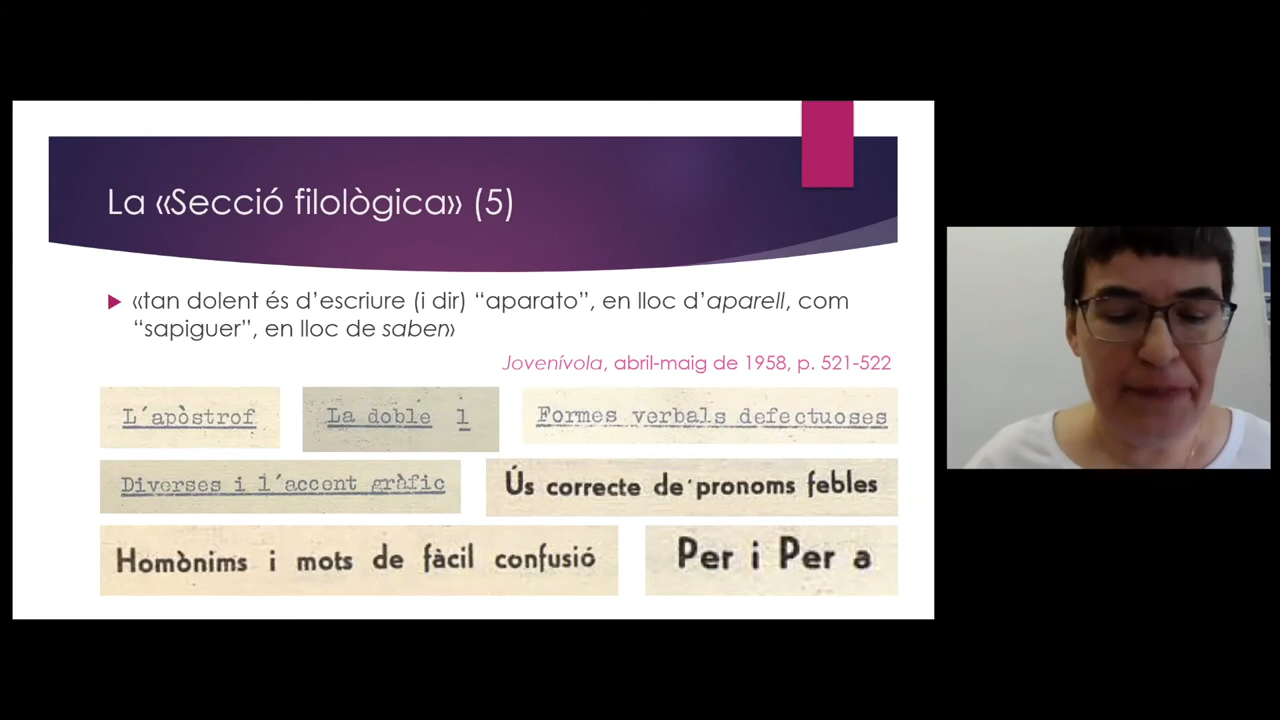 La «Secció filològica» (5)
«tan dolent és d’escriure (i dir) “aparato”, en lloc d’aparell, com
“sapiguer”, en lloc de saben»
Jovenívola, abril-maig de 1958, p. 521-522
L´apòstrof
La doble l
Formes verbals defectuoses
Diverses i l´accent gràfic
Ús correcte de pronoms febles
Homònims i mots de fàcil confusió
Per i Per a